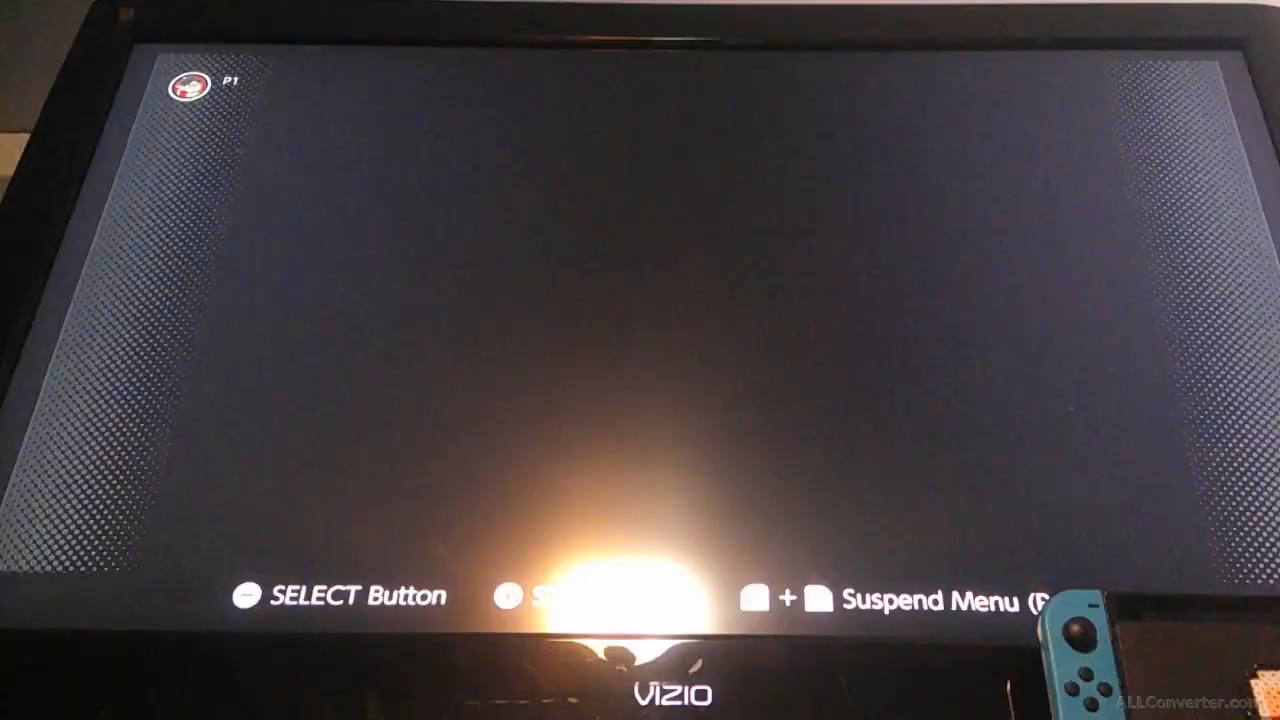 P1
SELECT Button
Suspend Menu (
VIZIO
ALLConverter.com